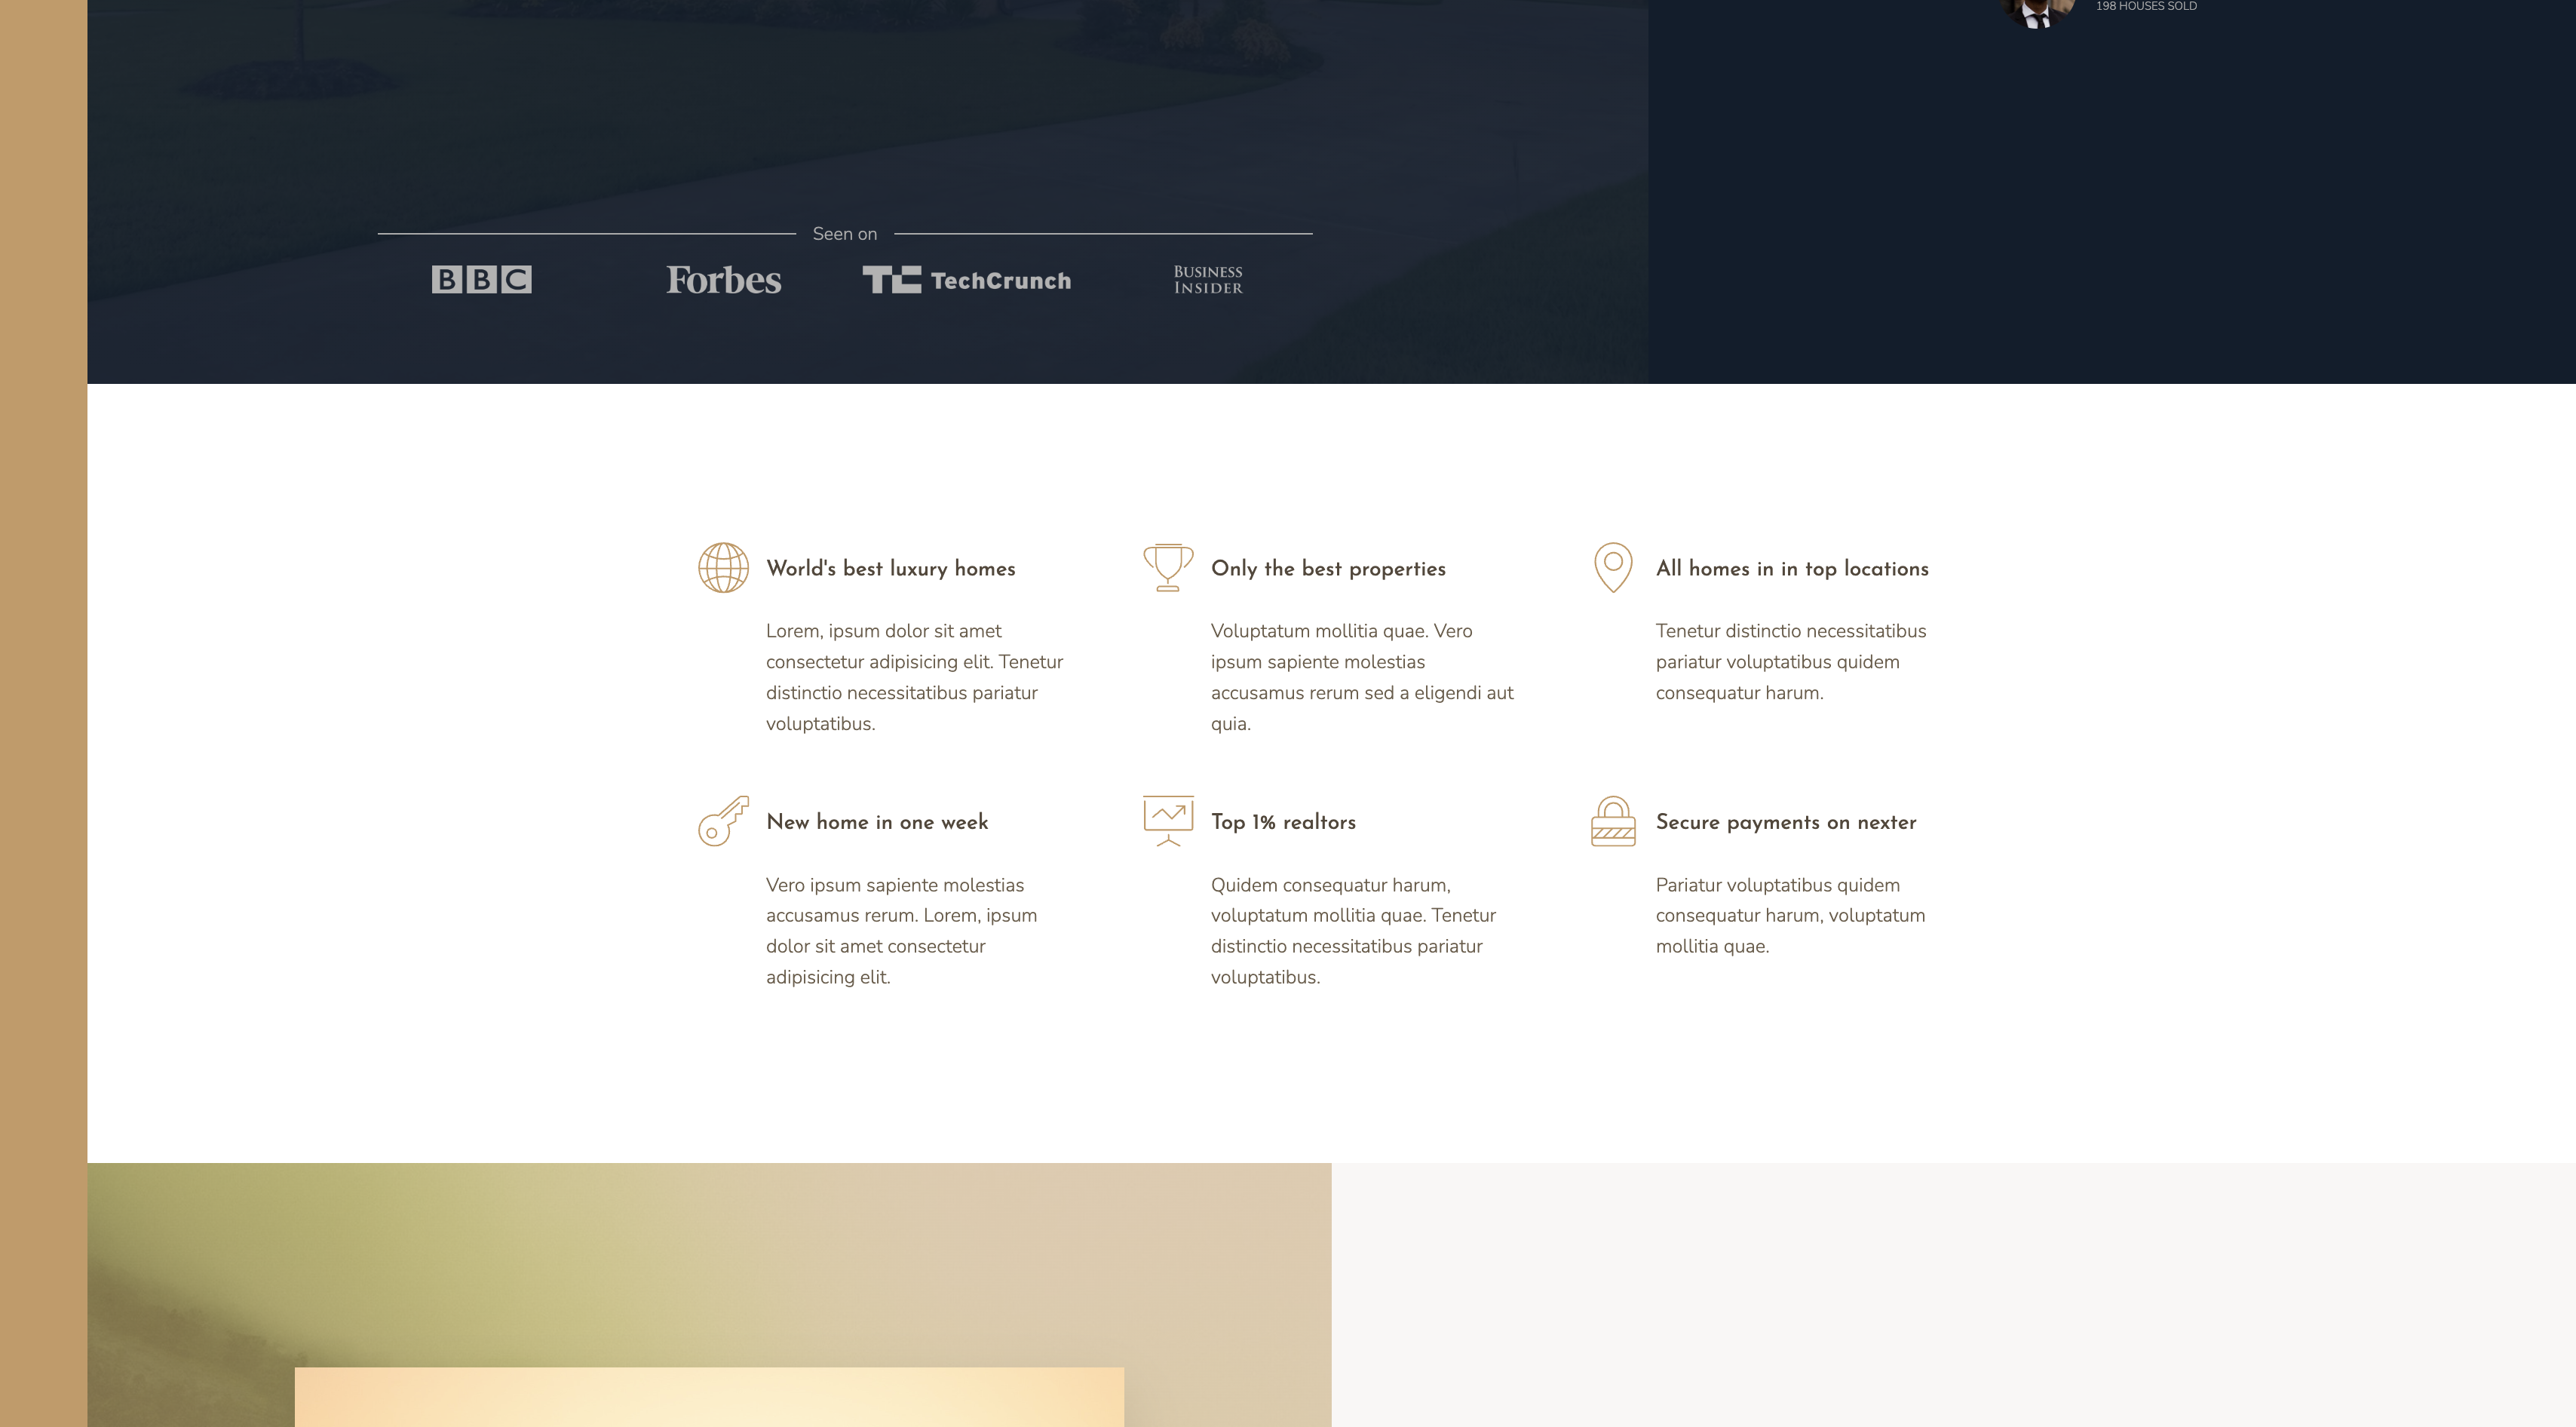 198 HOUSES SOLD
Seen on
BBC
Forbes
TC TechCrunch
BUSINESS
INSIDER
World's best luxury homes
Lorem, ipsum dolor sit amet
consectetur adipisicing elit. Tenetur
distinctio necessitatibus pariatur
voluptatibus.
Only the best properties
Voluptatum mollitia quae. Vero
ipsum sapiente molestias
accusamus rerum sed a eligendi aut
quia.
All homes in in top locations
Tenetur distinctio necessitatibus
pariatur voluptatibus quidem
consequatur harum.
New home in one week
Vero ipsum sapiente molestias
accusamus rerum. Lorem, ipsum
dolor sit amet consectetur
adipisicing elit.
Top 1% realtors
Quidem consequatur harum,
voluptatum mollitia quae. Tenetur
distinctio necessitatibus pariatur
voluptatibus.
Secure payments on nexter
Pariatur voluptatibus quidem
consequatur harum, voluptatum
mollitia quae.